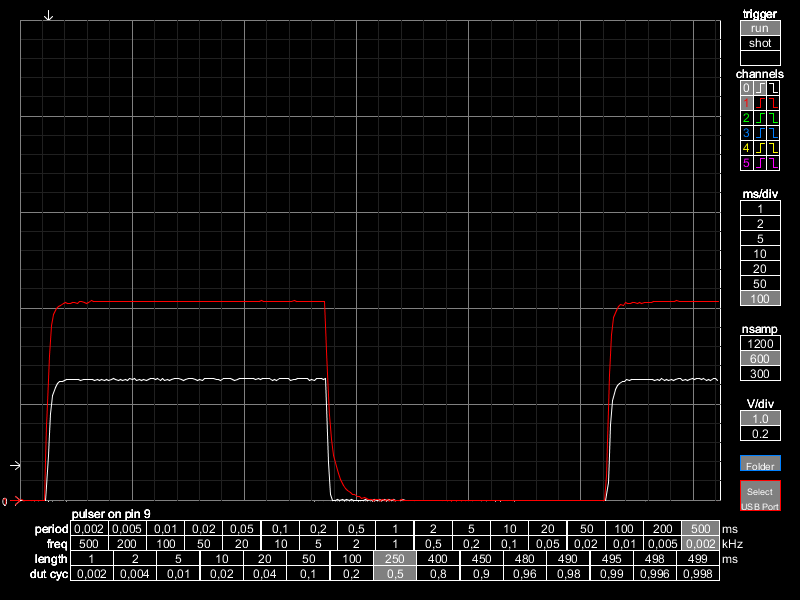 trigger
run
shot
channels
0
1
2
3
4
5
ms/div
1
2
5
10
20
50
100
nsamp
1200
600
300
V/div
1.0
0.2
Folder
Select
USB Port
0
pulser on pin 9
period 0,002 0,005 0,01 0,02 0,05 0,1 0,2 0,5 1 2 5 10 20 50 100 200 500 ms
freq 500 200 100 50 20 10 5 2 1 0,5 0,2 0,1 0,05 0,02 0,01 0,005 0,002 kHz
length 1 2 5 10 20 50 100 250 400 450 480 490 495 498 499 ms
dut cyc 0,002 0,004 0,01 0,02 0,04 0,1 0,2 0,5 0,8 0,9 0,96 0,98 0,99 0,996 0,998